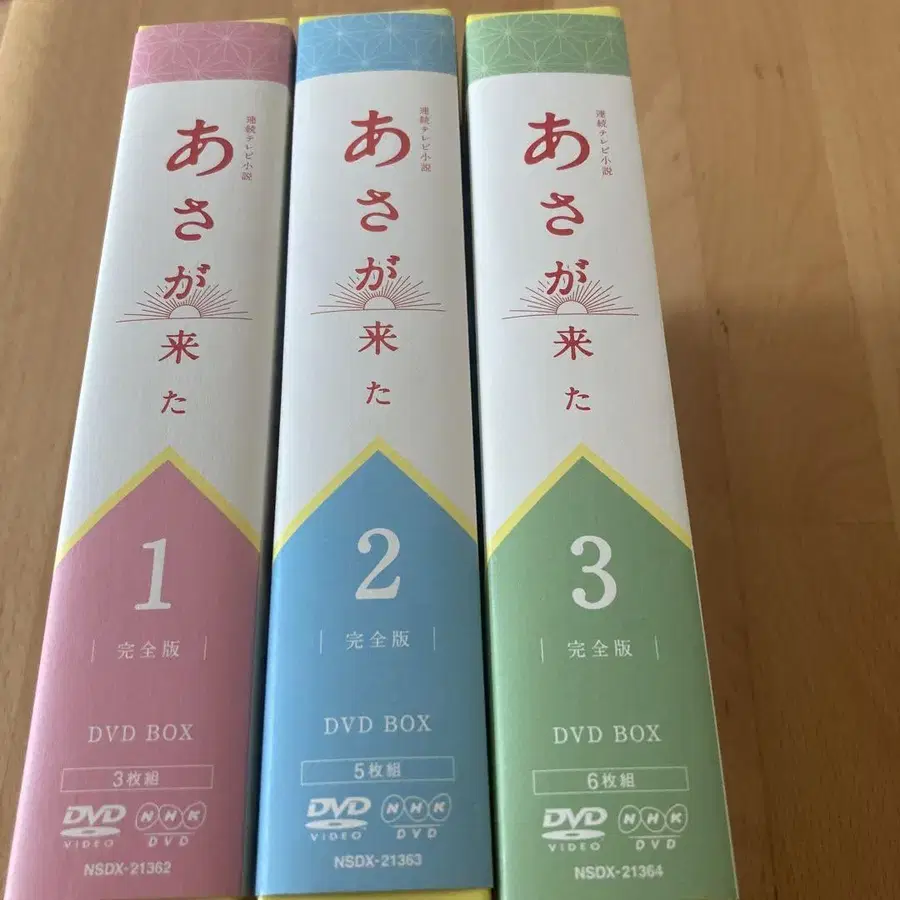 連続テレビ小説
あさが来た
1
完全版
DVD BOX
3枚組
DVD VIDEO
NHK DVD
NSDX-21362
連続テレビ小説
あさが来た
2
完全版
DVD BOX
5枚組
DVD VIDEO
NHK DVD
NSDX-21363
連続テレビ小説
あさが来た
3
完全版
DVD BOX
6枚組
DVD VIDEO
NHK DVD
NSDX-21364